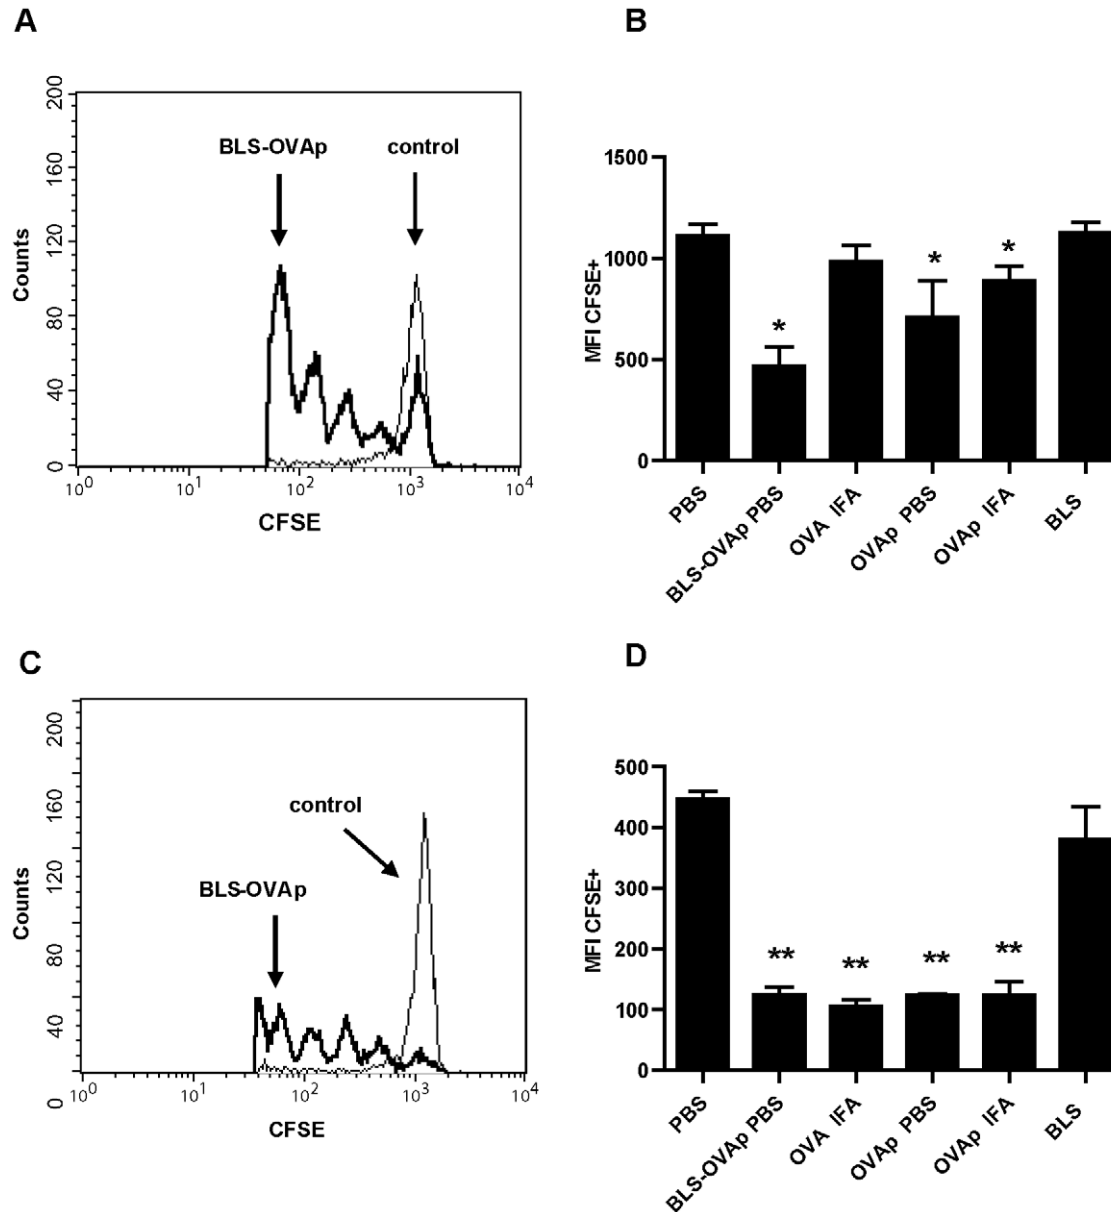 A
200
160
120
80
40
0
Counts
BLS-OVAp
control
10^0
10^1
10^2
10^3
10^4
CFSE
B
1500
1000
500
0
MFI CFSE+
*
*
*
PBS
BLS-OVAp PBS
OVA IFA
OVAp PBS
OVAp IFA
BLS
C
200
160
120
80
40
0
Counts
control
BLS-OVAp
10^0
10^1
10^2
10^3
10^4
CFSE
D
500
400
300
200
100
0
MFI CFSE+
**
**
**
**
PBS
BLS-OVAp PBS
OVA IFA
OVAp PBS
OVAp IFA
BLS